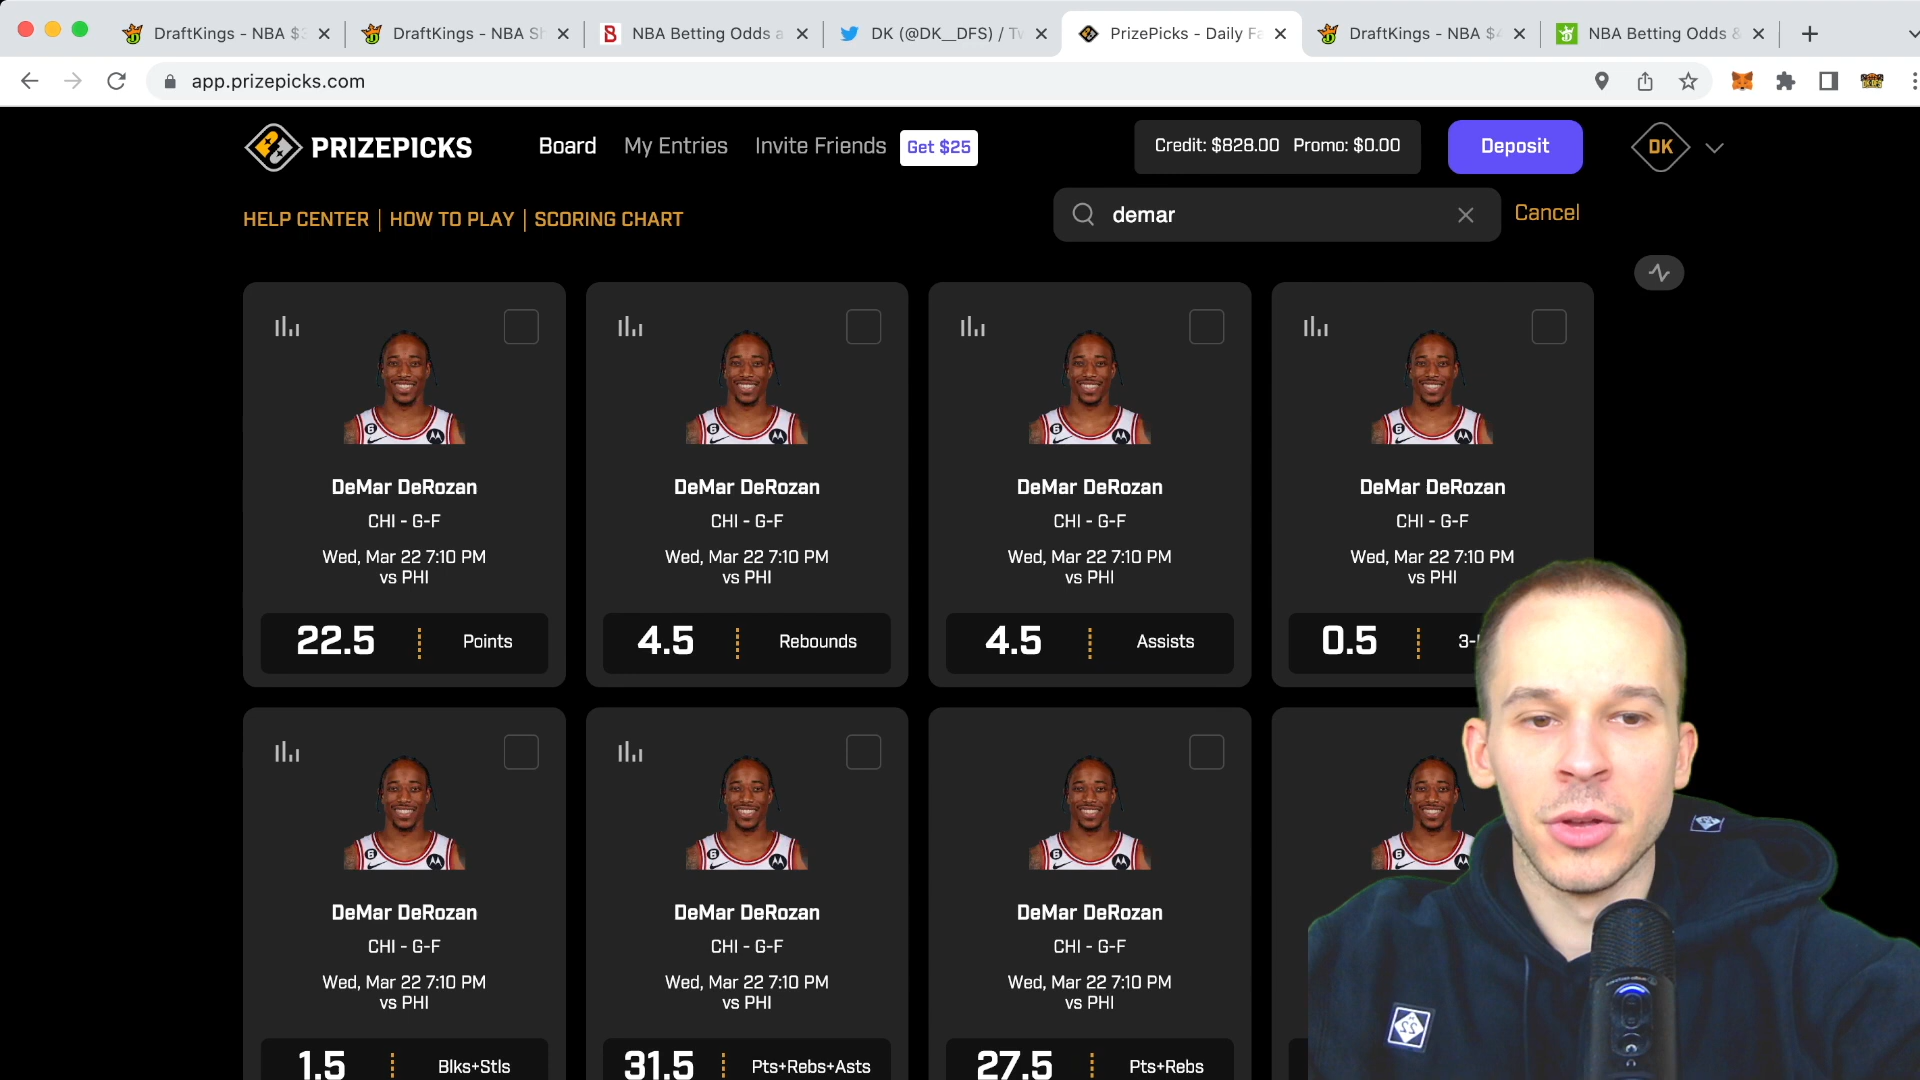 DraftKings - NBA $3
DraftKings - NBA Sh
NBA Betting Odds a
DK (@DK__DFS) / Tw
PrizePicks - Daily Fa
DraftKings - NBA $4
NBA Betting Odds &
app.prizepicks.com
PRIZEPICKS
Board
My Entries
Invite Friends
Get $25
Credit: $828.00 Promo: $0.00
Deposit
DK
HELP CENTER | HOW TO PLAY | SCORING CHART
demar
Cancel
DeMar DeRozan
CHI - G-F
Wed, Mar 22 7:10 PM
vs PHI
22.5
Points
DeMar DeRozan
CHI - G-F
Wed, Mar 22 7:10 PM
vs PHI
4.5
Rebounds
DeMar DeRozan
CHI - G-F
Wed, Mar 22 7:10 PM
vs PHI
4.5
Assists
DeMar DeRozan
CHI - G-F
Wed, Mar 22 7:10 PM
vs PHI
0.5
3-
DeMar DeRozan
CHI - G-F
Wed, Mar 22 7:10 PM
vs PHI
1.5
Blks+Stls
DeMar DeRozan
CHI - G-F
Wed, Mar 22 7:10 PM
vs PHI
31.5
Pts+Rebs+Asts
DeMar DeRozan
CHI - G-F
Wed, Mar 22 7:10 PM
vs PHI
27.5
Pts+Rebs